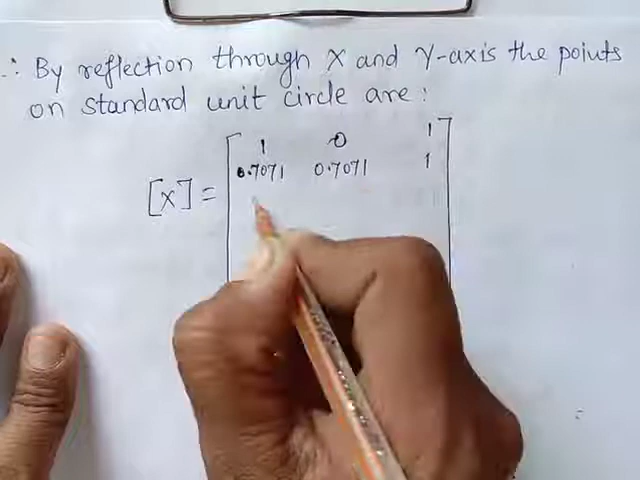 ∴ By reflection through X and Y-axis the points
on standard unit circle are :
1 0 1
[X] = 0.7071 0.7071 1